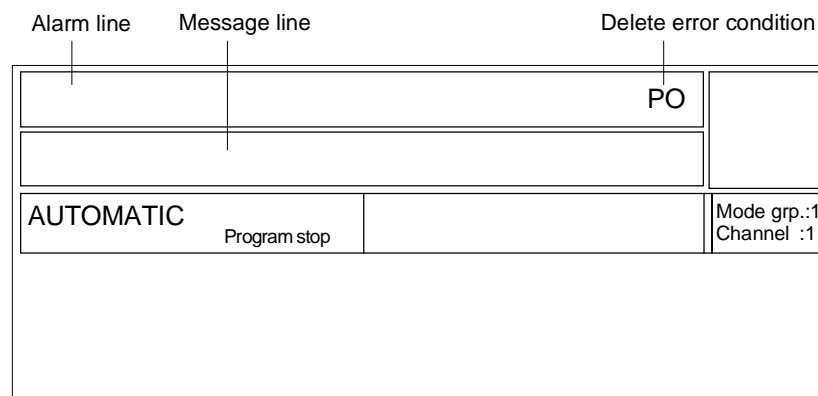 Alarm line Message line Delete error condition
PO
AUTOMATIC
Program stop
Mode grp.:1
Channel :1